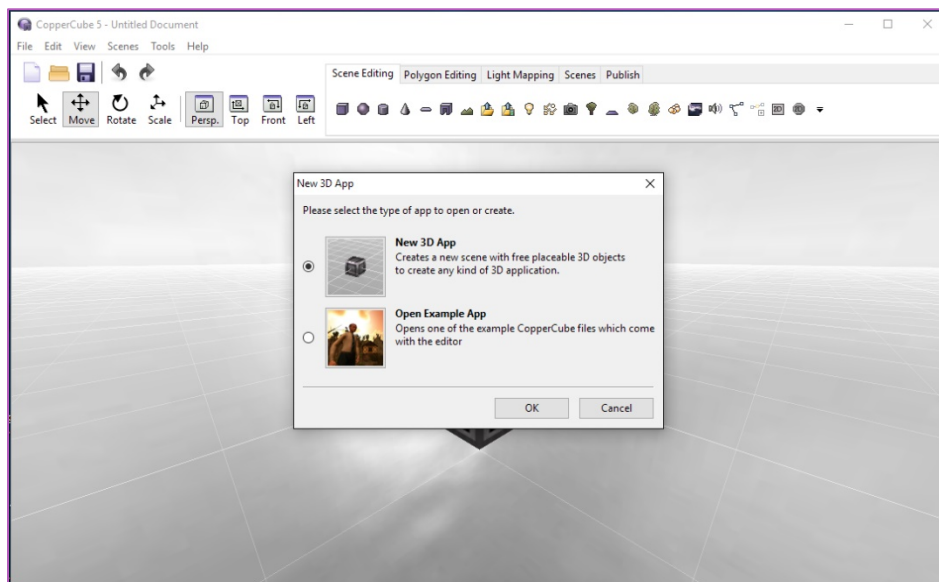 CopperCube 5 - Untitled Document
File Edit View Scenes Tools Help
Scene Editing Polygon Editing Light Mapping Scenes Publish
Select Move Rotate Scale Persp. Top Front Left
New 3D App
Please select the type of app to open or create.
New 3D App
Creates a new scene with free placeable 3D objects
to create any kind of 3D application.
Open Example App
Opens one of the example CopperCube files which come
with the editor
OK Cancel